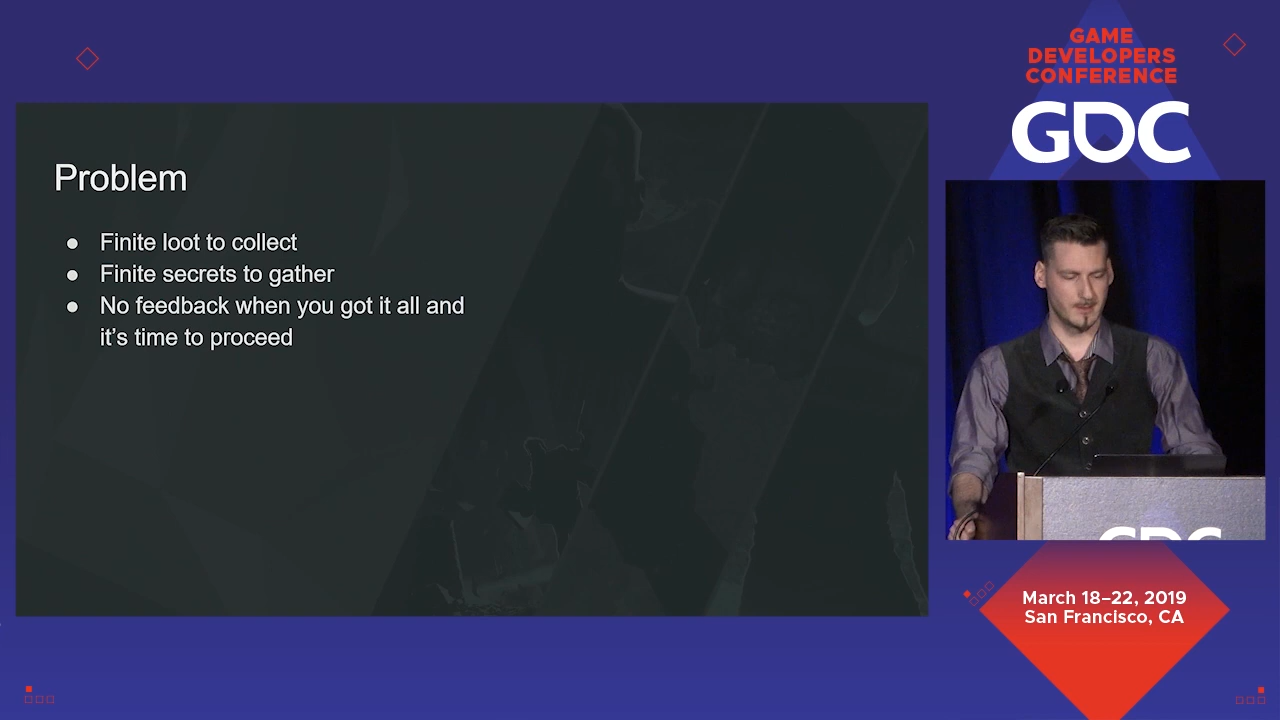 GAME
DEVELOPERS
CONFERENCE
GDC
Problem
● Finite loot to collect
● Finite secrets to gather
● No feedback when you got it all and
it's time to proceed
GDC
March 18–22, 2019
San Francisco, CA